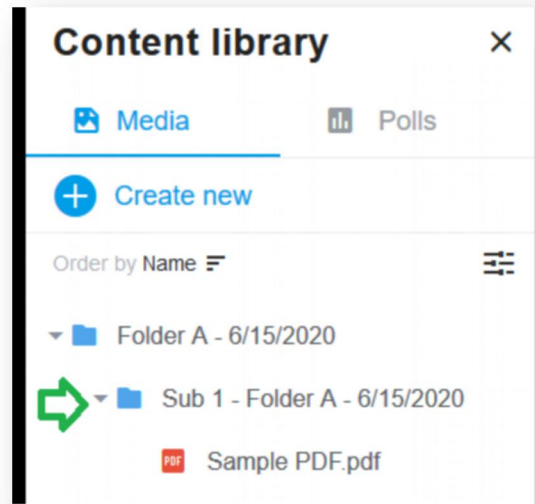 Content library
Media
Polls
Create new
Order by Name
Folder A - 6/15/2020
Sub 1 - Folder A - 6/15/2020
PDF
Sample PDF.pdf